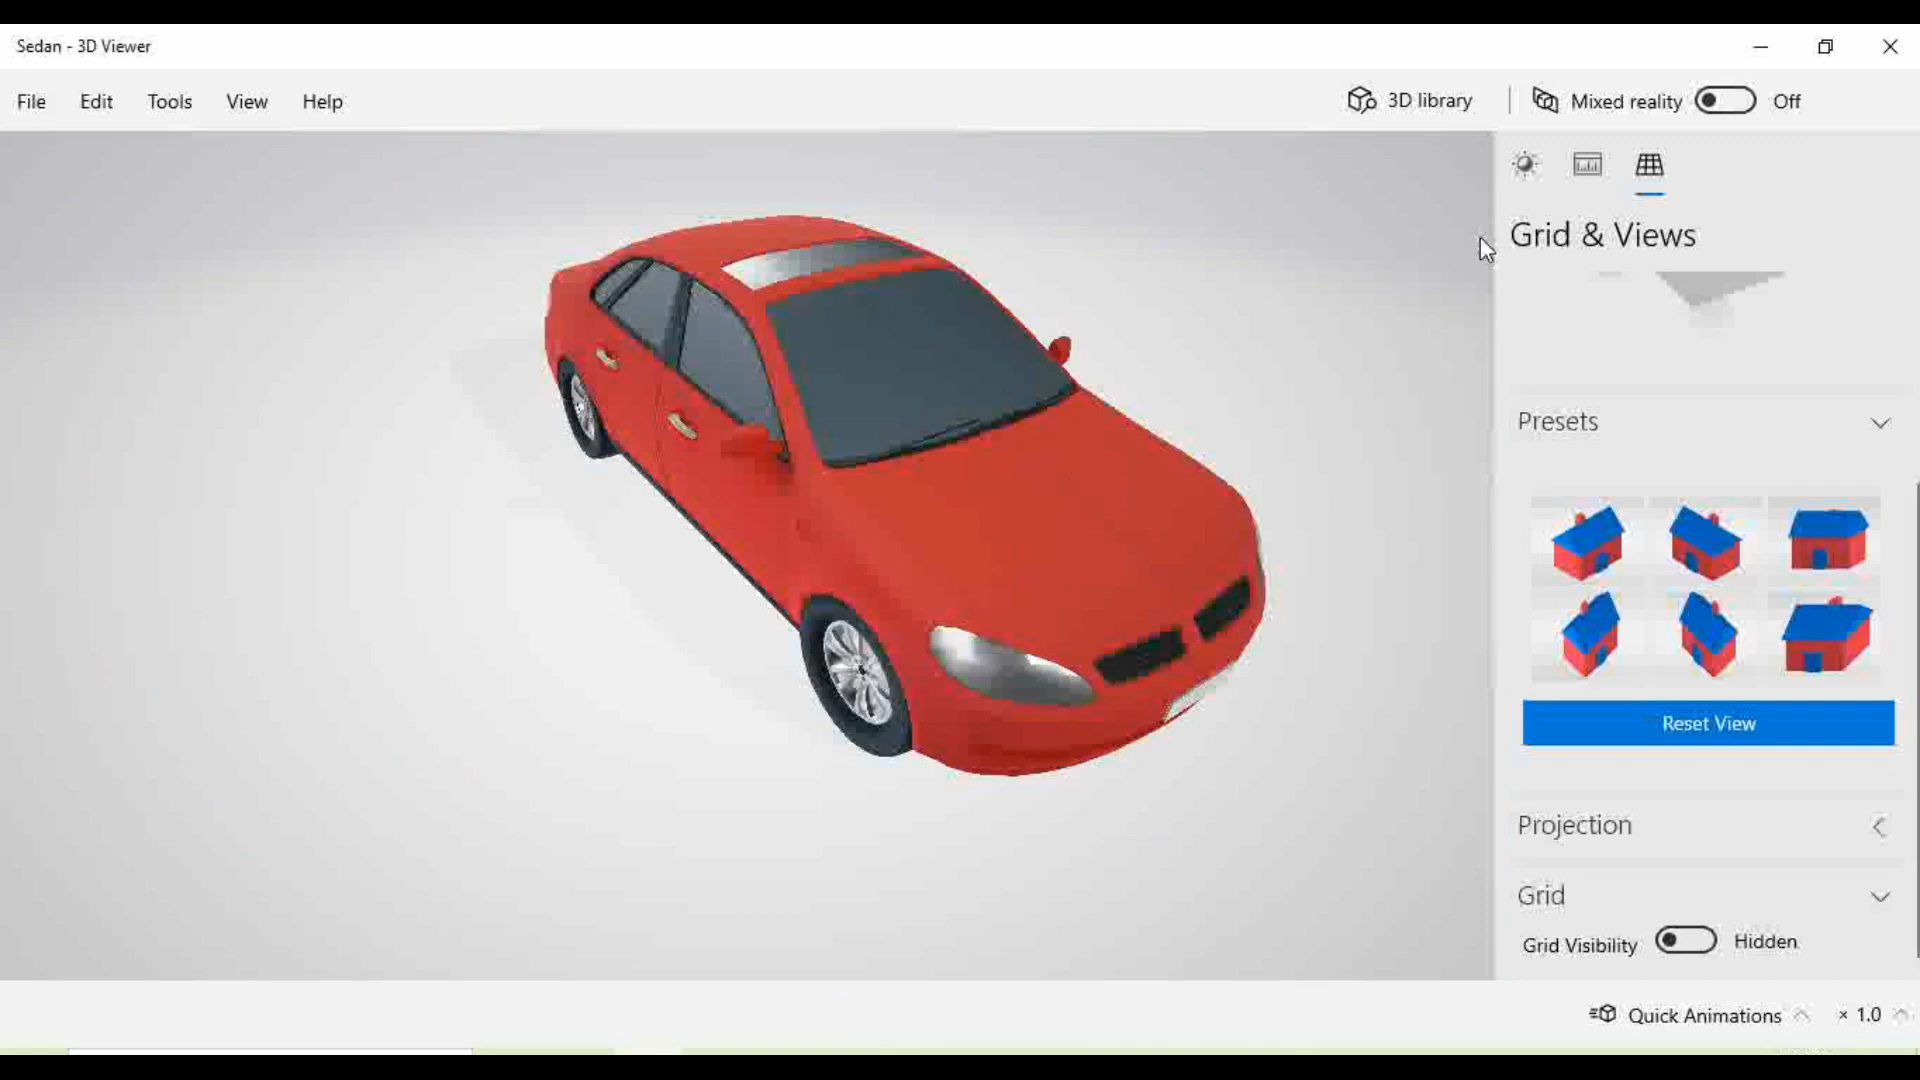 Sedan - 3D Viewer
File Edit Tools View Help 3D library Mixed reality Off
Grid & Views
Presets
Reset View
Projection
Grid
Grid Visibility Hidden
Quick Animations × 1.0